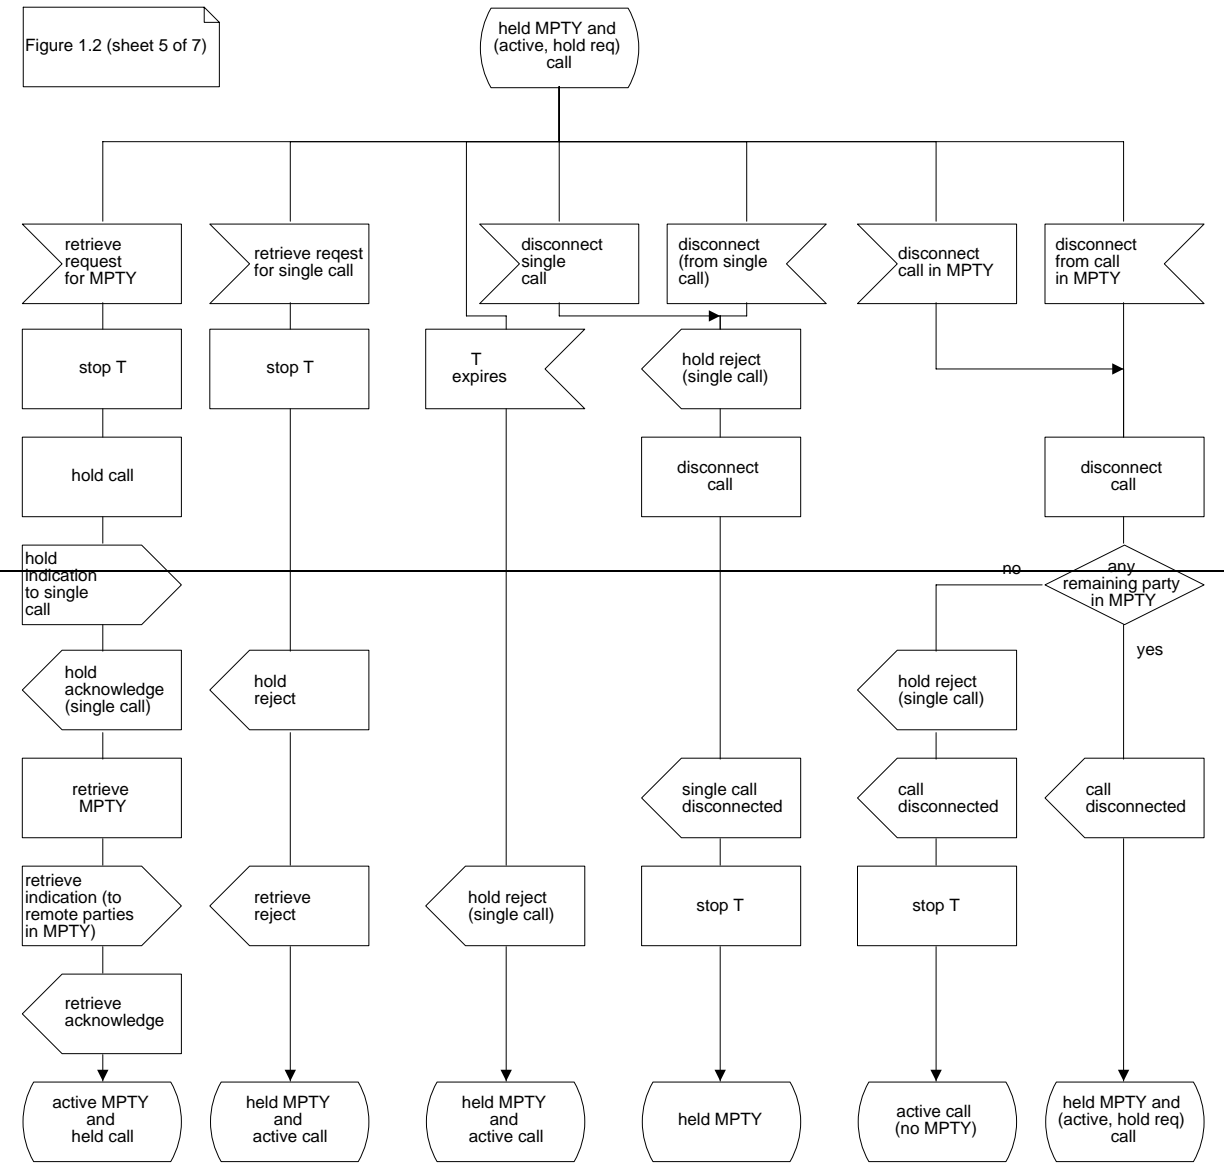 Figure 1.2 (sheet 5 of 7)
held MPTY and
(active, hold req)
call
retrieve
request
for MPTY
retrieve reqest
for single call
disconnect
single
call
disconnect
(from single
call)
disconnect
call in MPTY
disconnect
from call
in MPTY
stop T
stop T
T
expires
hold reject
(single call)
hold call
disconnect
call
disconnect
call
hold
indication
to single
call
no
any
remaining party
in MPTY
yes
hold
acknowledge
(single call)
hold
reject
hold reject
(single call)
retrieve
MPTY
single call
disconnected
call
disconnected
call
disconnected
retrieve
indication (to
remote parties
in MPTY)
retrieve
reject
hold reject
(single call)
stop T
stop T
retrieve
acknowledge
active MPTY
and
held call
held MPTY
and
active call
held MPTY
and
active call
held MPTY
active call
(no MPTY)
held MPTY and
(active, hold req)
call